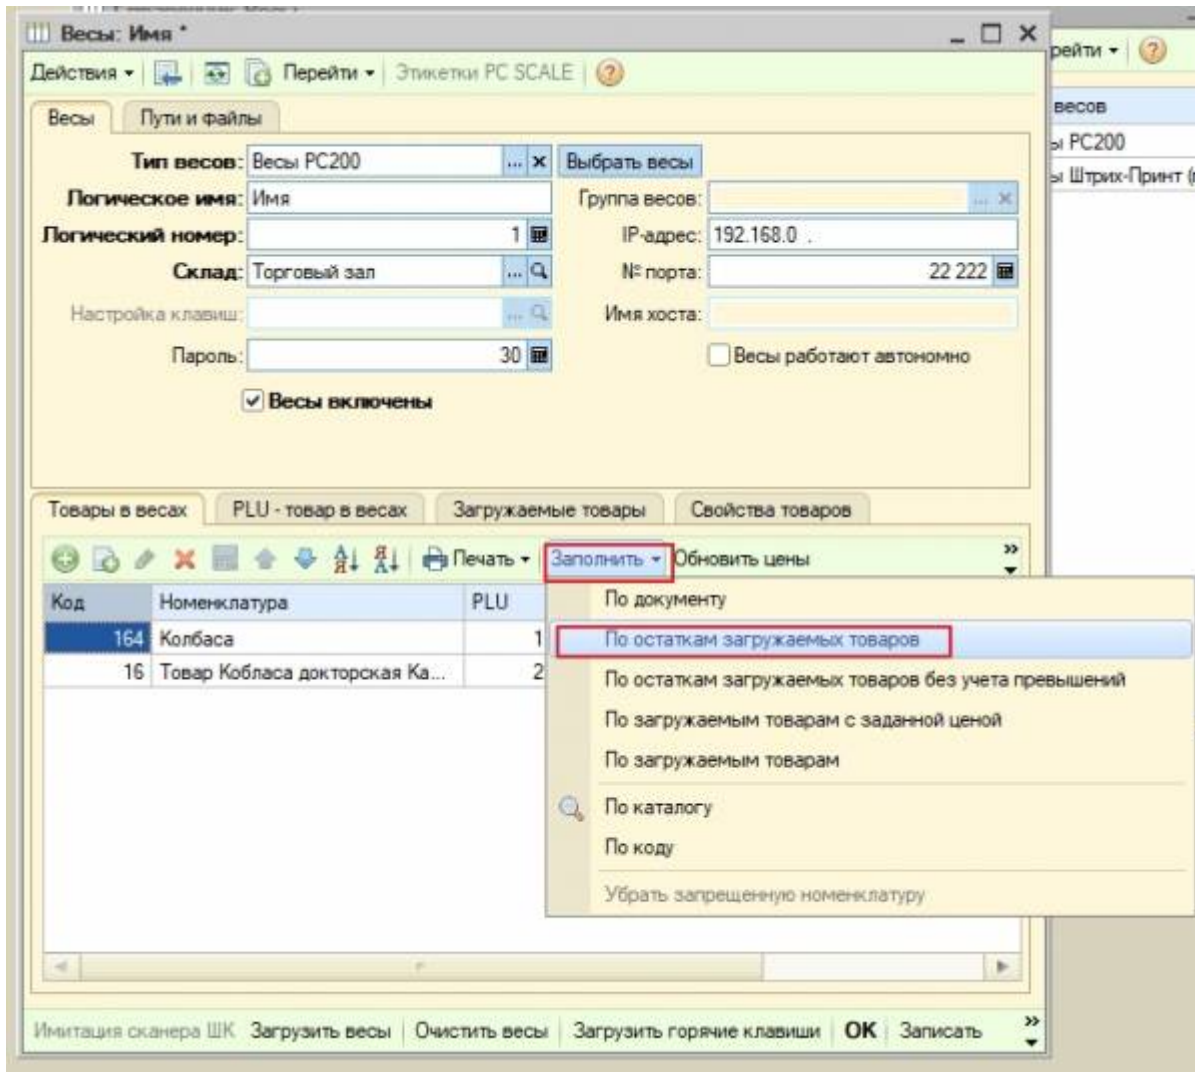 Весы: Имя *
Действия Перейти Этикетки PC SCALE
рейти
Весы Пути и файлы
весов
Тип весов: Весы PC200 ... x Выбрать весы
ы PC200
Логическое имя: Имя Группа весов: ... x
ы Штрих-Принт (
Логический номер: 1 IP-адрес: 192.168.0 .
Склад: Торговый зал ... № порта: 22 222
Настройка клавиш: ... Имя хоста:
Пароль: 30 Весы работают автономно
Весы включены
Товары в весах PLU - товар в весах Загружаемые товары Свойства товаров
Печать Заполнить Обновить цены
Код Номенклатура PLU
По документу
164 Колбаса 1
По остаткам загружаемых товаров
16 Товар Кобласа докторская Ка... 2
По остаткам загружаемых товаров без учета превышений
По загружаемым товарам с заданной ценой
По загружаемым товарам
По каталогу
По коду
Убрать запрещенную номенклатуру
Имитация сканера ШК Загрузить весы Очистить весы Загрузить горячие клавиши OK Записать